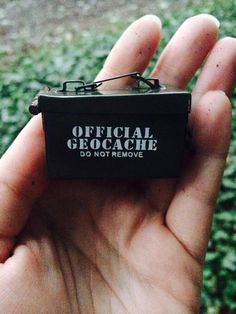 OFFICIAL
GEOCACHE
DO NOT REMOVE